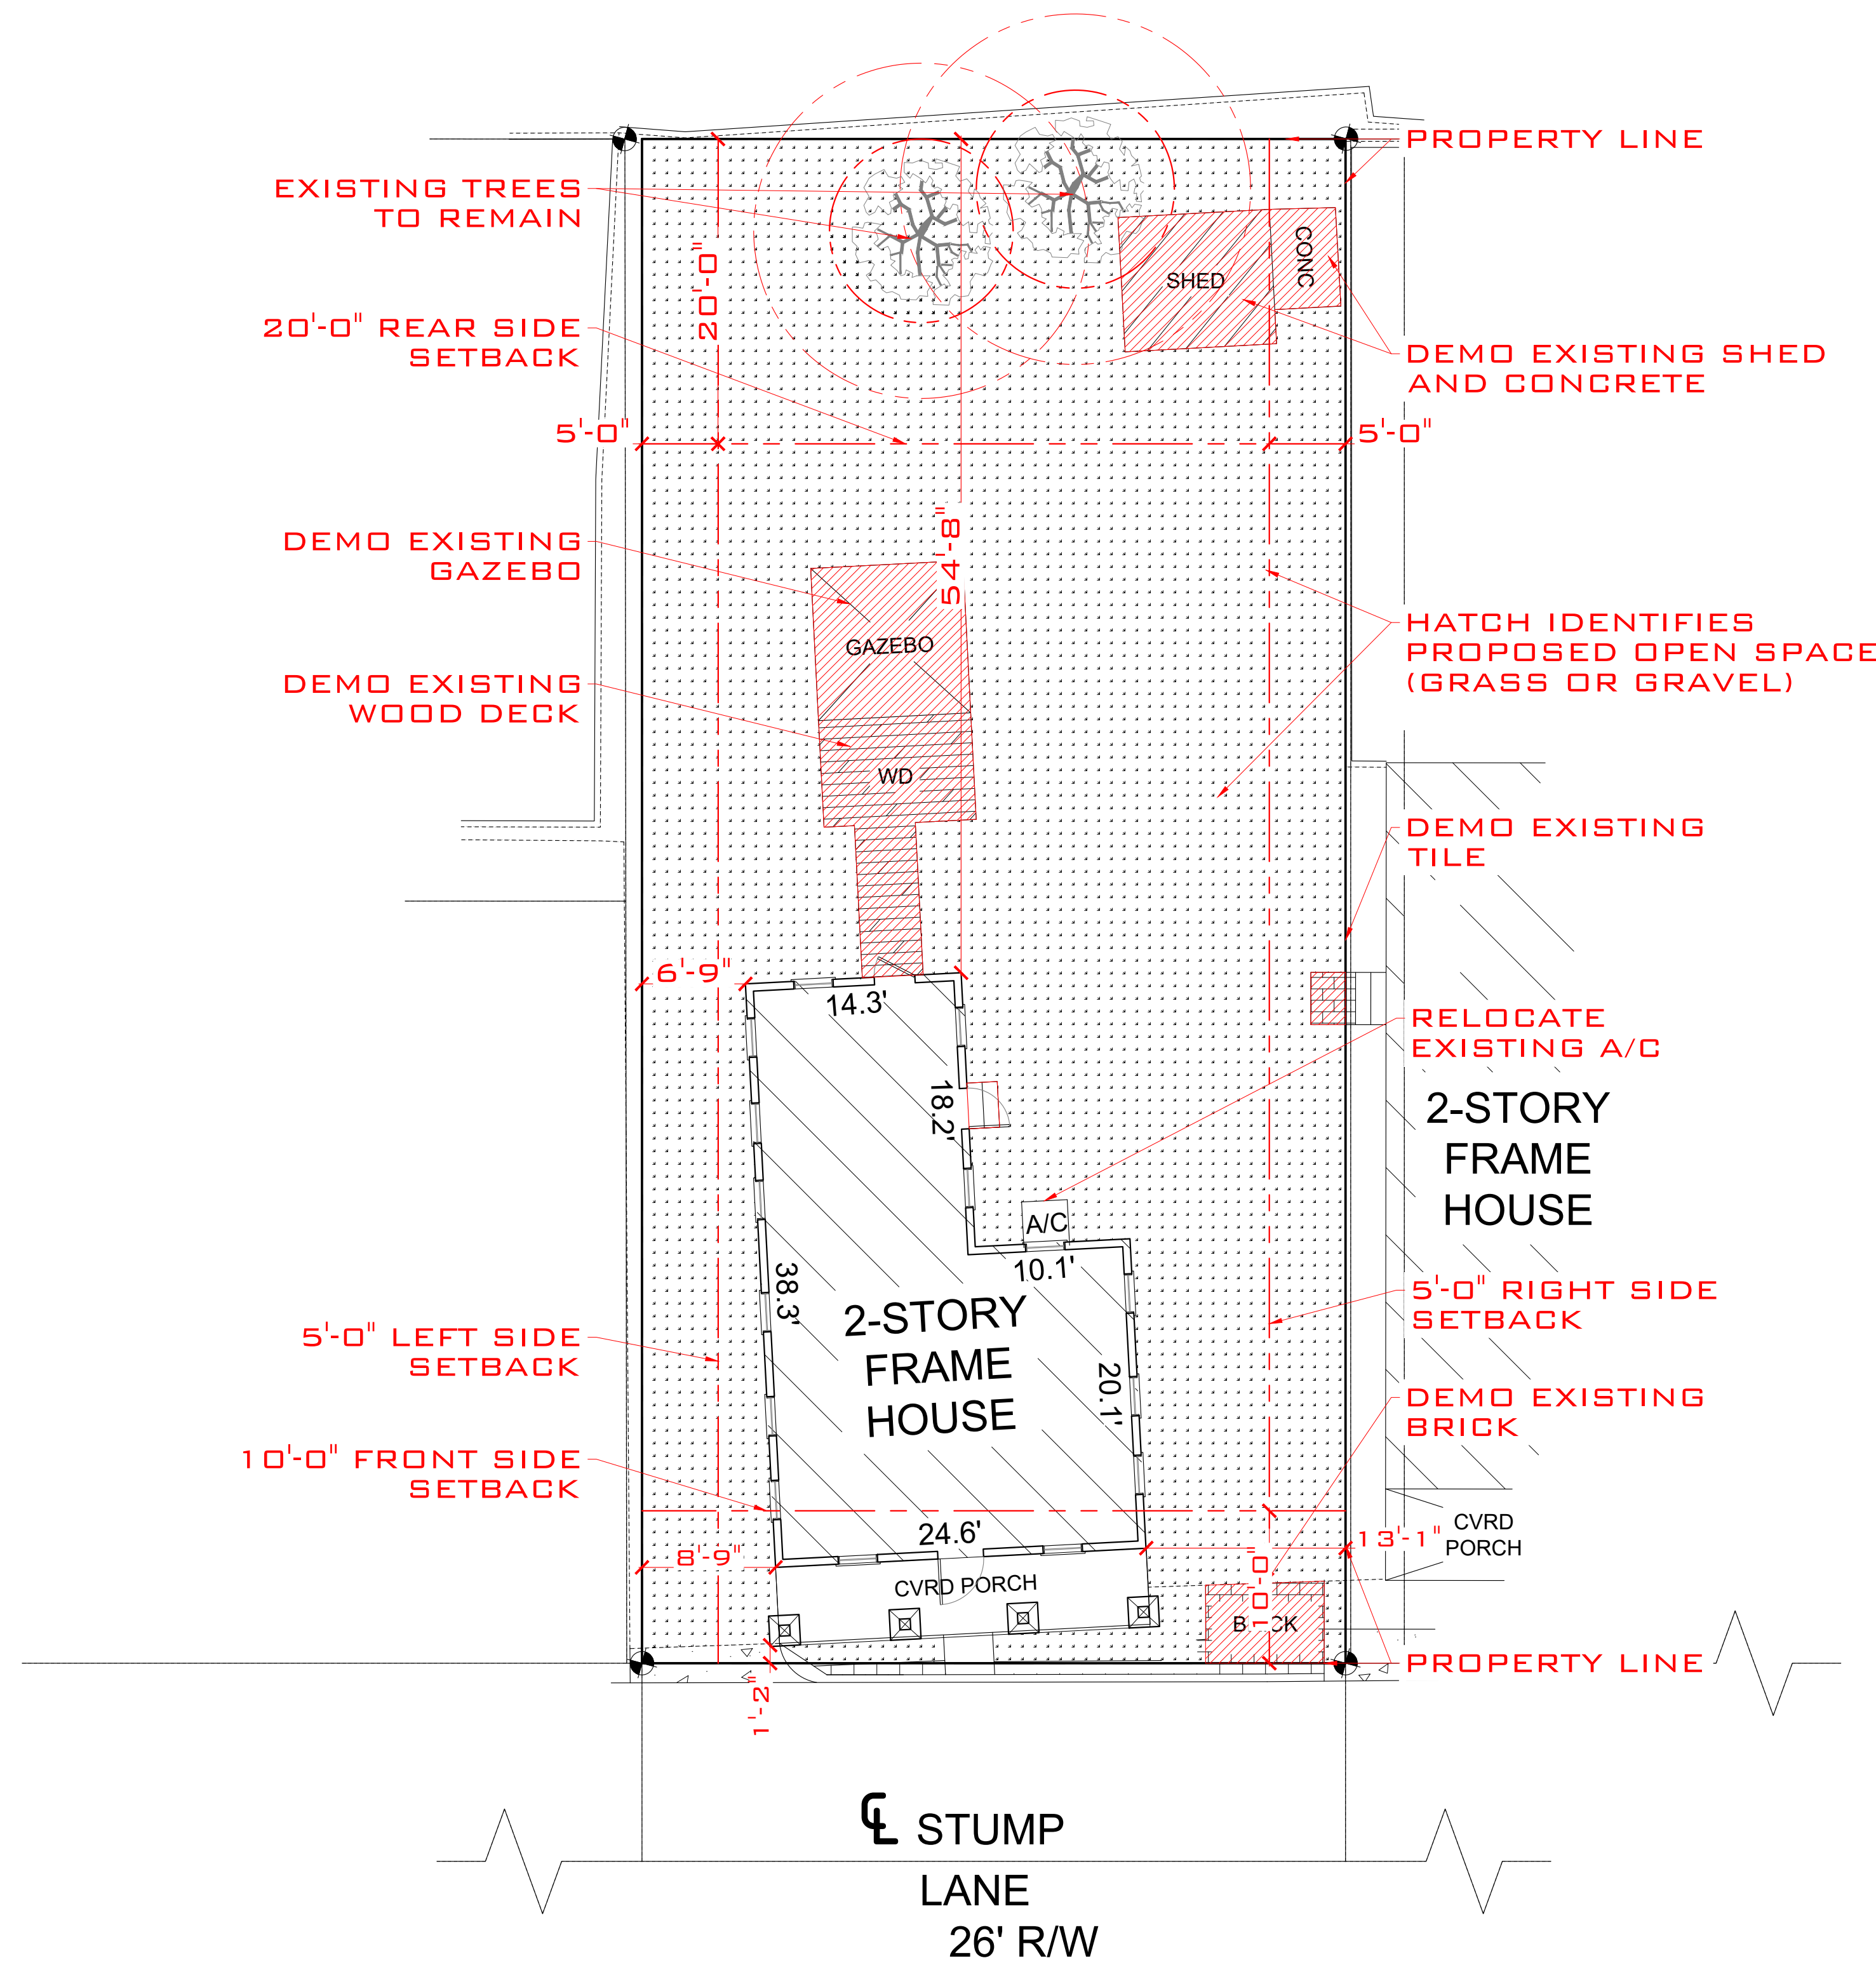 PROPERTY LINE
EXISTING TREES
TO REMAIN
CONC
SHED
20'-0"
20'-0" REAR SIDE
SETBACK
DEMO EXISTING SHED
AND CONCRETE
5'-0"
5'-0"
54'-8"
DEMO EXISTING
GAZEBO
GAZEBO
HATCH IDENTIFIES
PROPOSED OPEN SPACE
(GRASS OR GRAVEL)
DEMO EXISTING
WOOD DECK
WD
DEMO EXISTING
TILE
6'-9"
14.3'
RELOCATE
EXISTING A/C
18.2'
2-STORY
FRAME
HOUSE
A/C
10.1'
38.3'
2-STORY
FRAME
HOUSE
5'-0" RIGHT SIDE
SETBACK
5'-0" LEFT SIDE
SETBACK
20.1'
DEMO EXISTING
BRICK
10'-0" FRONT SIDE
SETBACK
24.6'
13'-1"
CVRD
PORCH
8'-9"
CVRD PORCH
10'-0"
PROPERTY LINE
1'-2"
℄ STUMP
LANE
26' R/W